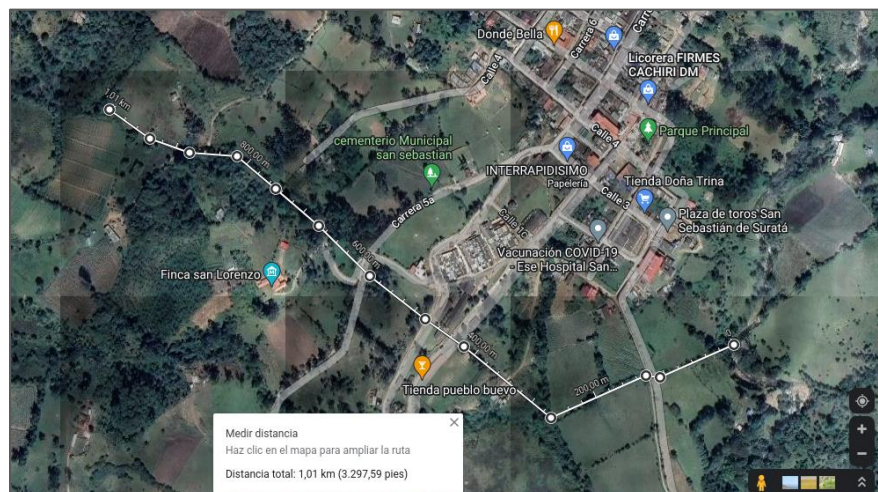 Donde Bella
Carrera 6
Licorera FIRMES
CACHIRI DM
Calle 4
1,01 km
cementerio Municipal
san sebastian
Calle 4
Parque Principal
800,00 m
INTERRAPIDISIMO
Papelería
Tienda Doña Trina
Calle 3
Carrera 5a
Calle 1G
Plaza de toros San
Sebastián de Suratá
600,00 m
Vacunación COVID-19
- Ese Hospital San...
Finca san Lorenzo
400,00 m
0
Tienda pueblo buevo
200,00 m
Medir distancia
Haz clic en el mapa para ampliar la ruta
Distancia total: 1,01 km (3.297,59 pies)